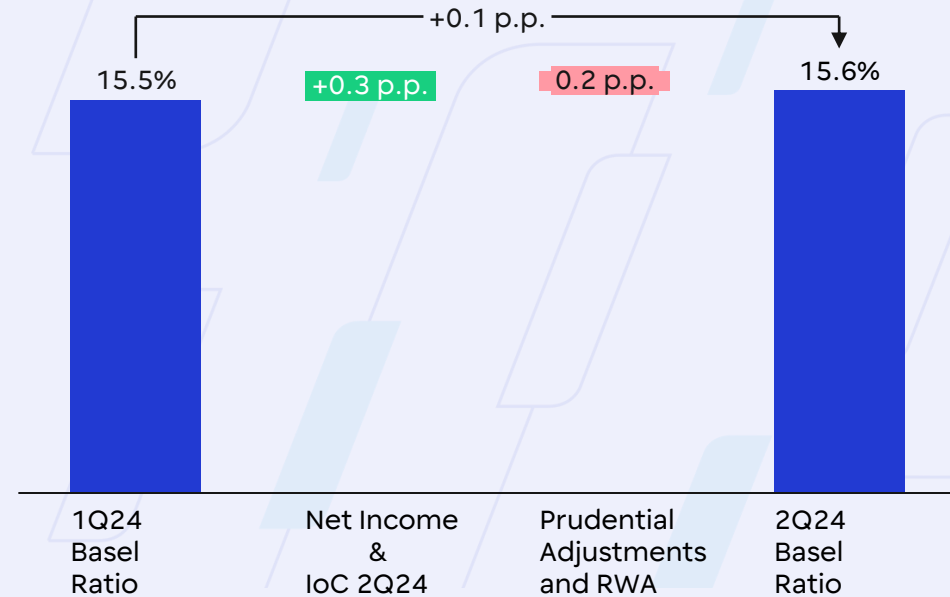 +0.1 p.p.
15.5%
+0.3 p.p.
0.2 p.p.
15.6%
1Q24
Basel
Ratio
Net Income
&
IoC 2Q24
Prudential
Adjustments
and RWA
2Q24
Basel
Ratio